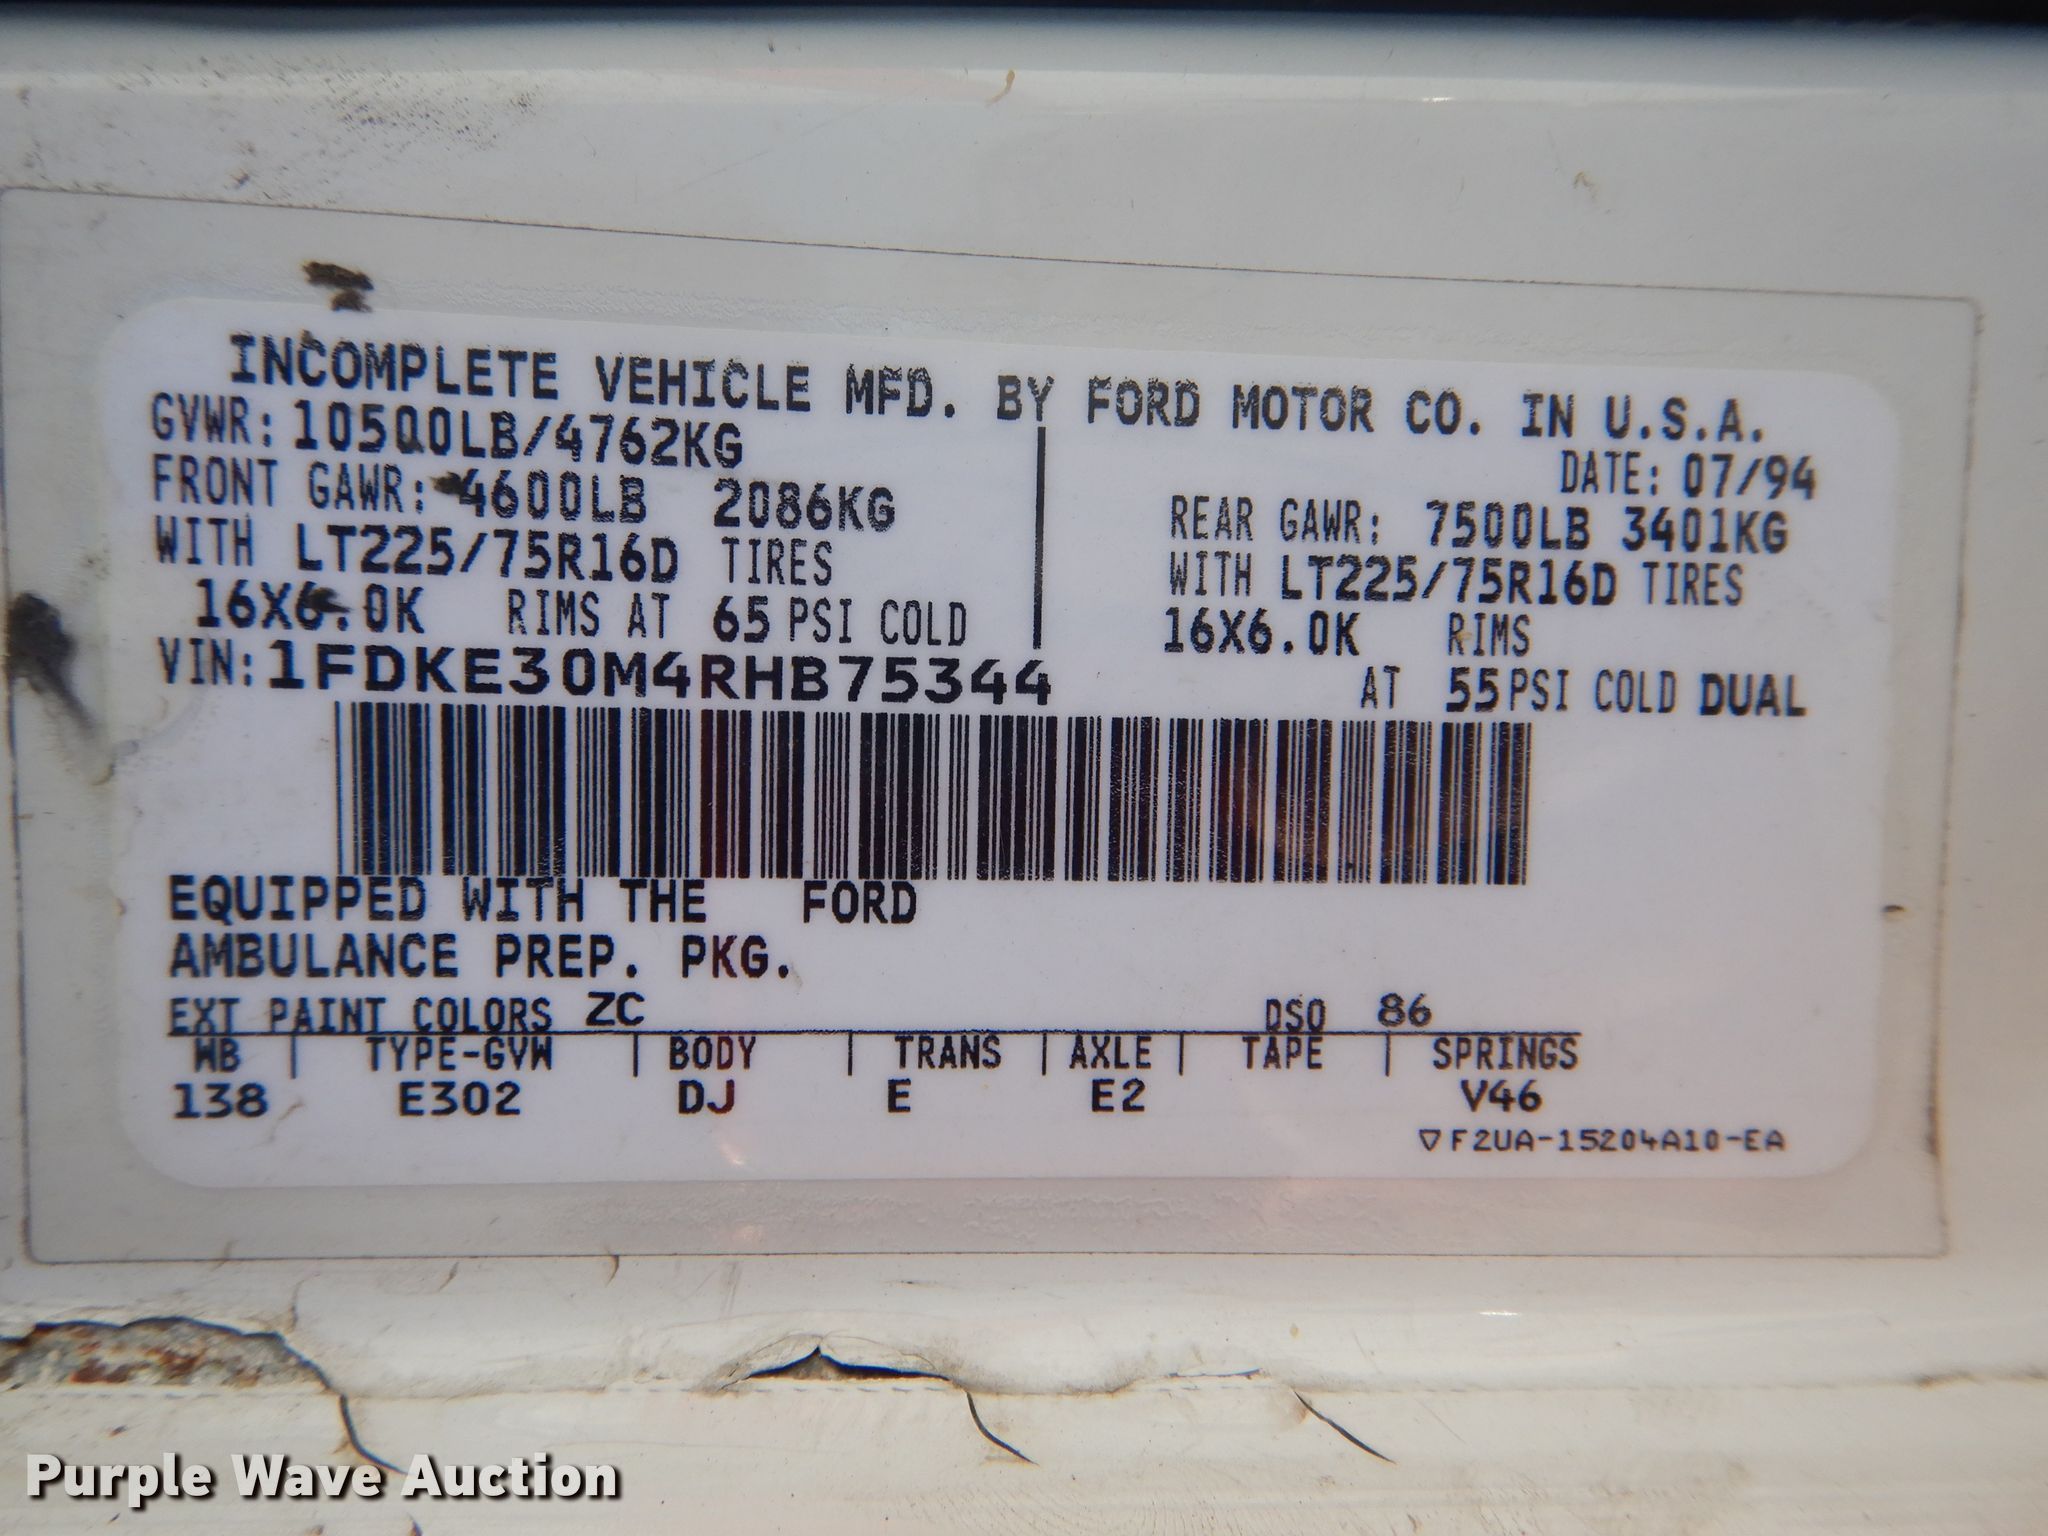 INCOMPLETE VEHICLE MFD. BY FORD MOTOR CO. IN U.S.A.
GVWR: 10500LB/4762KG
DATE: 07/94
FRONT GAWR: 4600LB 2086KG
WITH LT225/75R16D TIRES
16X6.0K RIMS AT 65 PSI COLD
REAR GAWR: 7500LB 3401KG
WITH LT225/75R16D TIRES
16X6.0K RIMS
AT 55 PSI COLD DUAL
VIN: 1FDKE30M4RHB75344
EQUIPPED WITH THE FORD
AMBULANCE PREP. PKG.
EXT PAINT COLORS ZC DSO 86
WB | TYPE-GVW | BODY | TRANS | AXLE | TAPE | SPRINGS
138 E302 DJ E E2 V46
▽F2UA-15204A10-EA
Purple Wave Auction